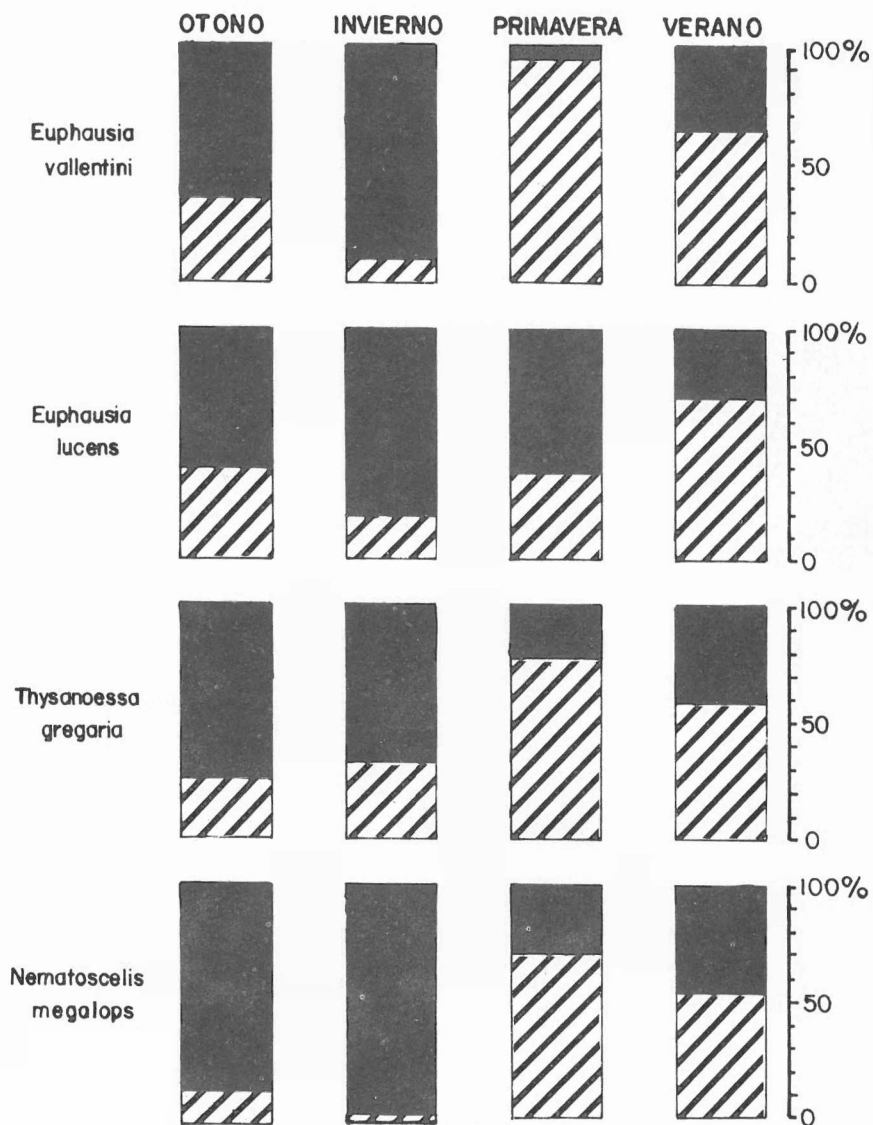 OTONO INVIERNO PRIMAVERA VERANO
100%
Euphausia
vallentini
50
0
100%
Euphausia
lucens
50
0
100%
Thysanoessa
gregaria
50
0
100%
Nematoscelis
megalops
50
0